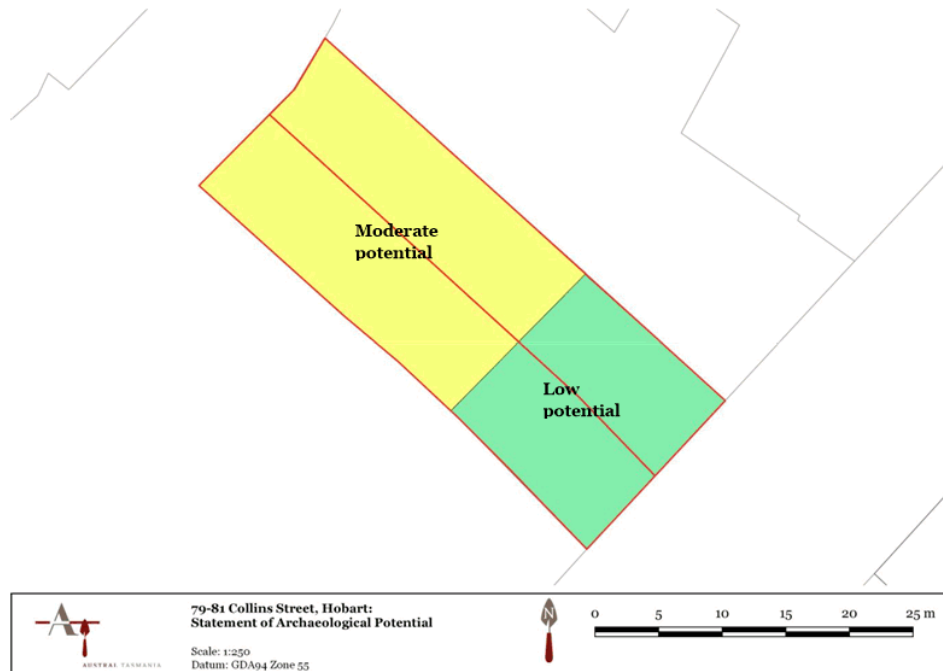 Moderate
potential
Low
potential
A
AUSTRAL TASMANIA
79-81 Collins Street, Hobart:
Statement of Archaeological Potential
Scale: 1:250
Datum: GDA94 Zone 55
N
0 5 10 15 20 25 m